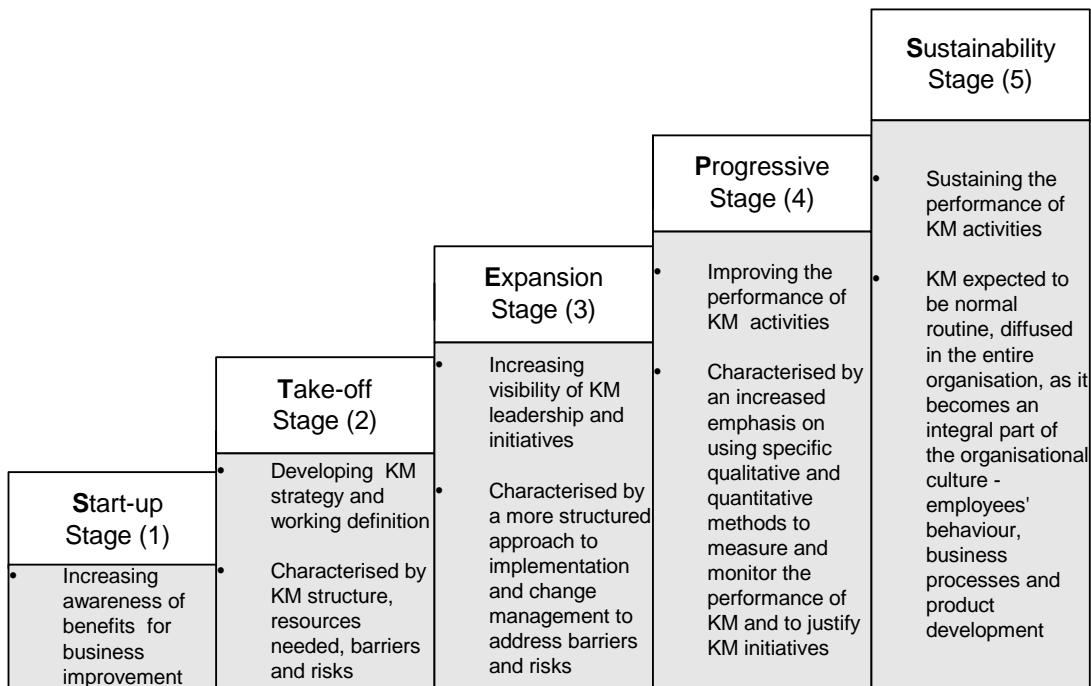 Start-up
Stage (1)
• Increasing
awareness of
benefits for
business
improvement
Take-off
Stage (2)
• Developing KM
strategy and
working definition
• Characterised by
KM structure,
resources
needed, barriers
and risks
Expansion
Stage (3)
• Increasing
visibility of KM
leadership and
initiatives
• Characterised by
a more structured
approach to
implementation
and change
management to
address barriers
and risks
Progressive
Stage (4)
• Improving the
performance of
KM activities
• Characterised by
an increased
emphasis on
using specific
qualitative and
quantitative
methods to
measure and
monitor the
performance of
KM and to justify
KM initiatives
Sustainability
Stage (5)
• Sustaining the
performance of
KM activities
• KM expected to
be normal
routine, diffused
in the entire
organisation, as it
becomes an
integral part of
the organisational
culture -
employees'
behaviour,
business
processes and
product
development